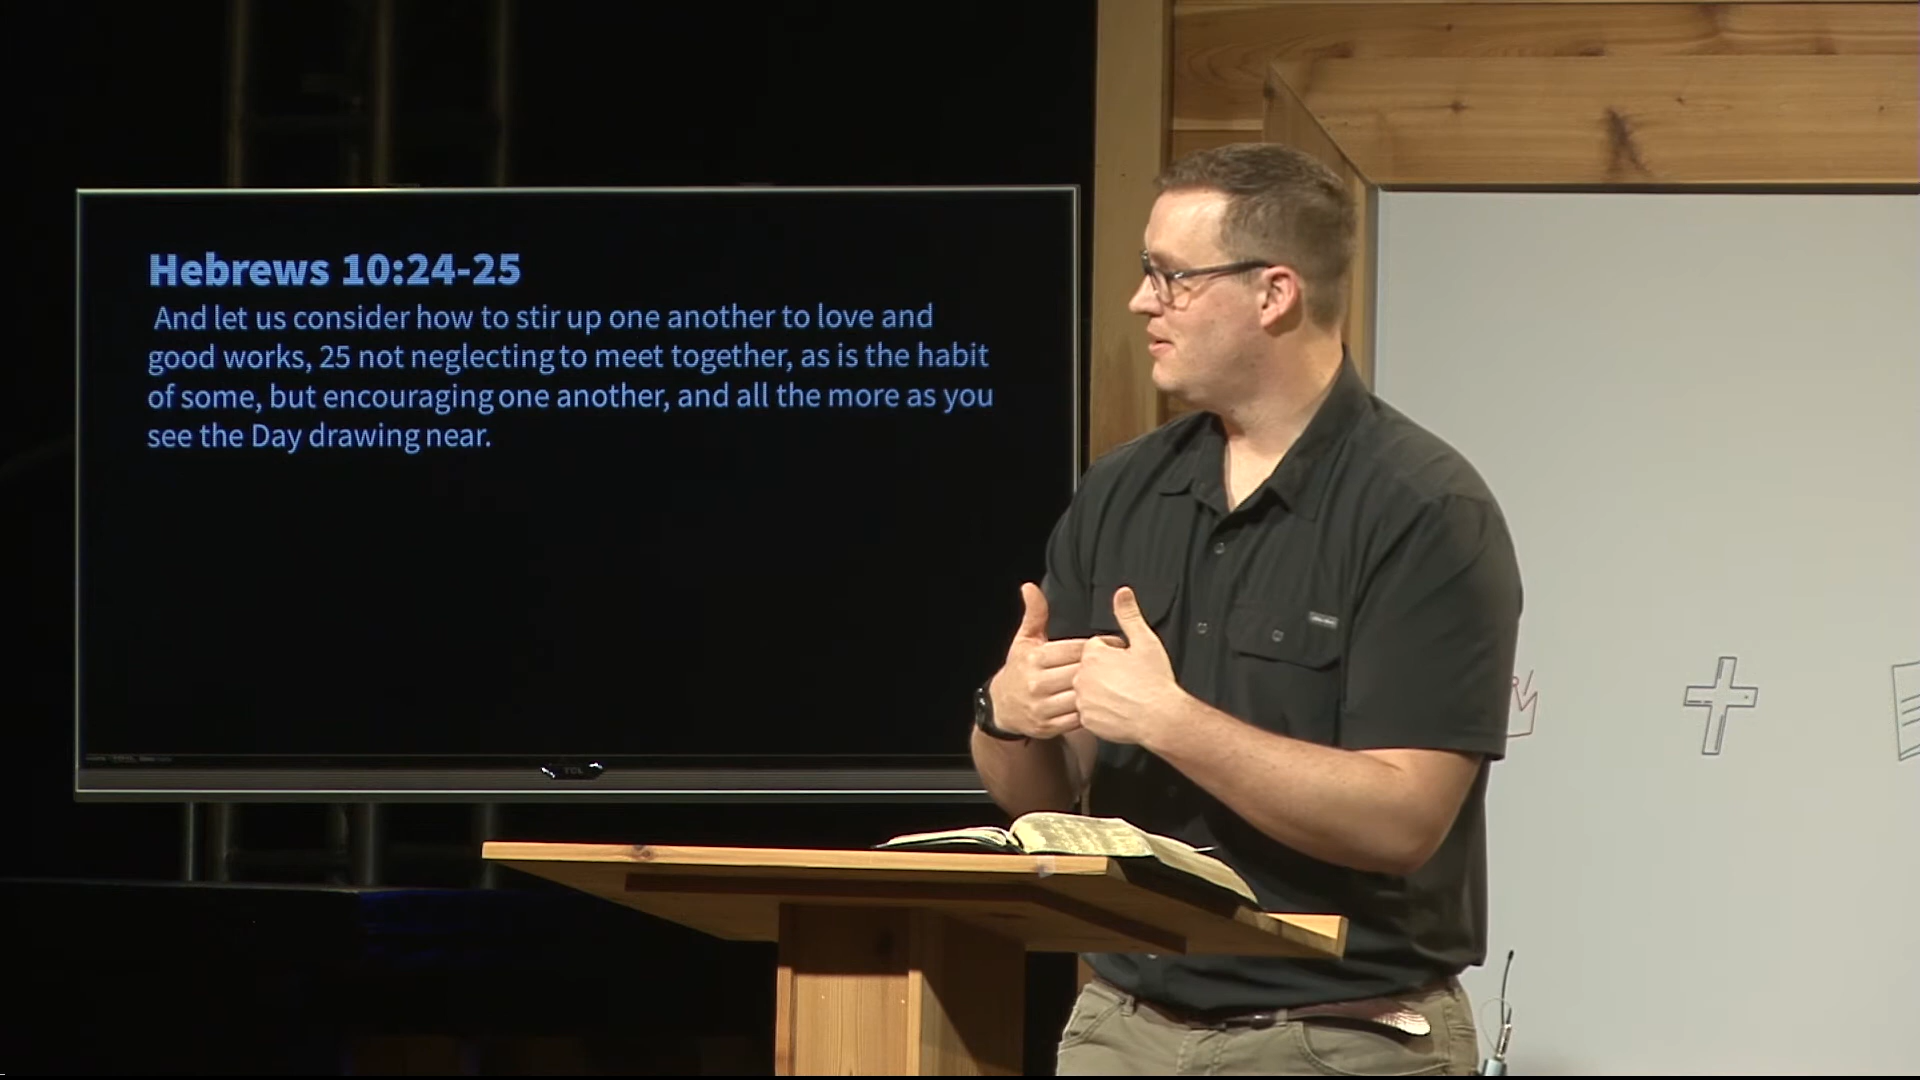 Hebrews 10:24-25
And let us consider how to stir up one another to love and
good works, 25 not neglecting to meet together, as is the habit
of some, but encouraging one another, and all the more as you
see the Day drawing near.
TCL